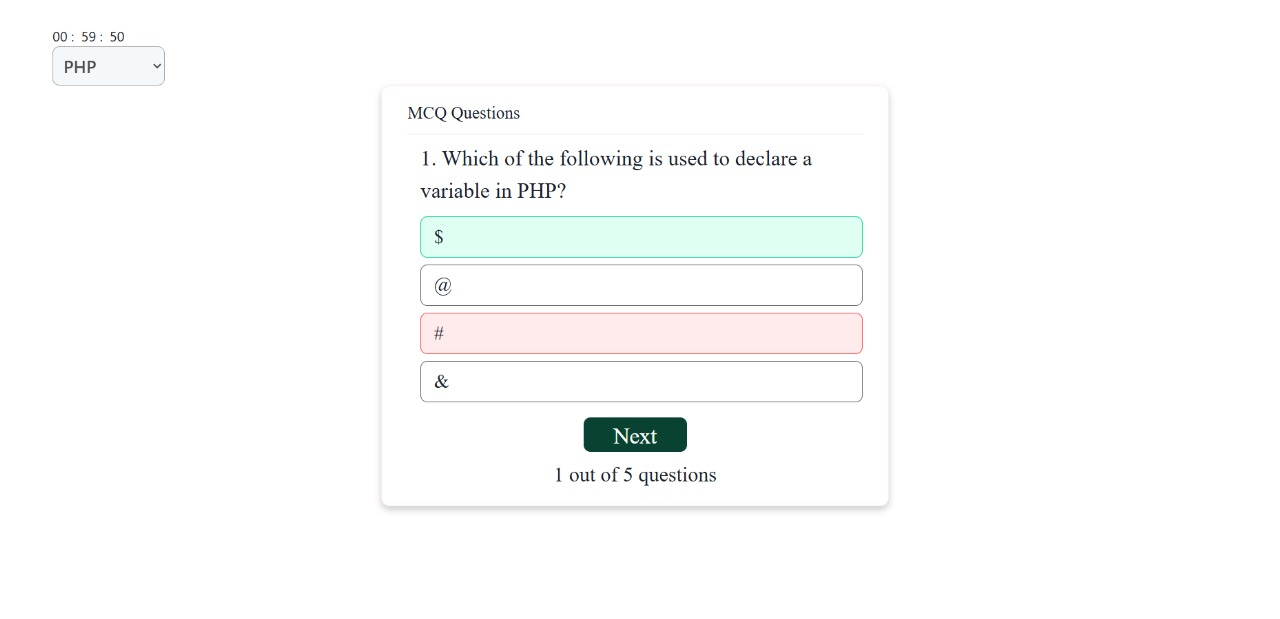 00 : 59 : 50
PHP
MCQ Questions
1. Which of the following is used to declare a
variable in PHP?
$
@
#
&
Next
1 out of 5 questions